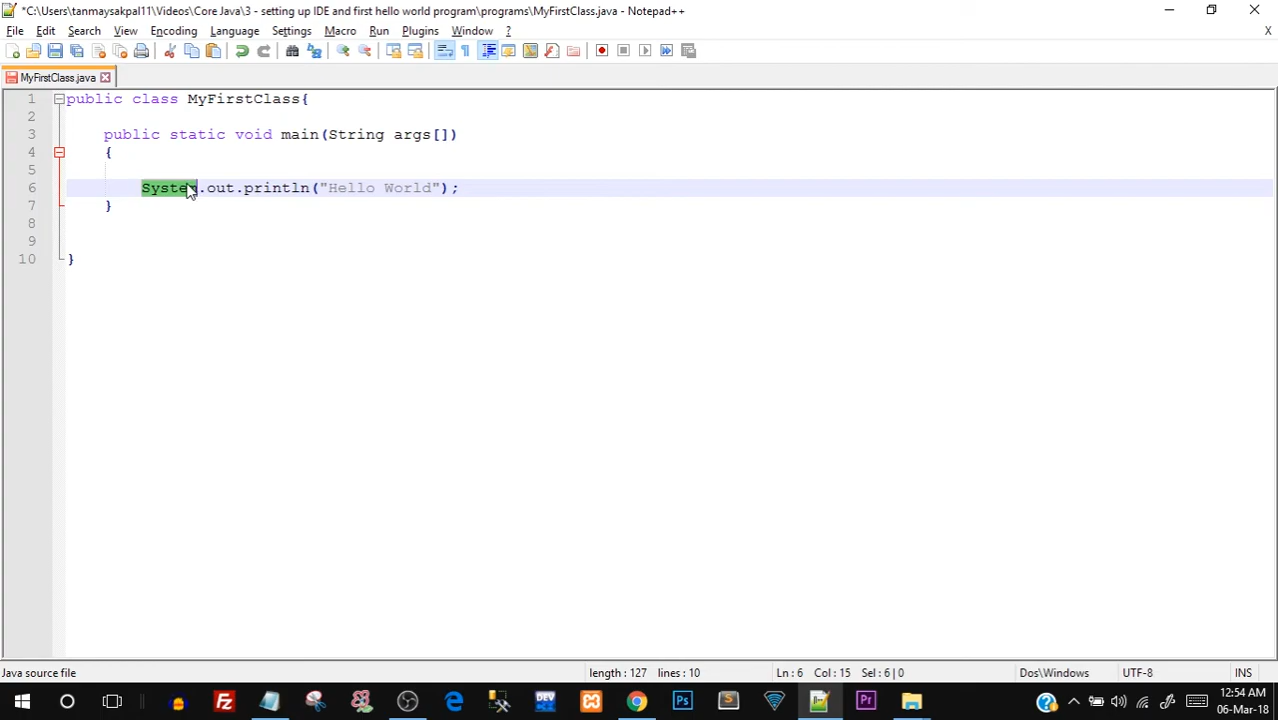 *C:\Users\tanmaysakpal11\Videos\Core Java\3 - setting up IDE and first hello world program\programs\MyFirstClass.java - Notepad++
File Edit Search View Encoding Language Settings Macro Run Plugins Window ? X
MyFirstClass.java
1 public class MyFirstClass{
2
3 public static void main(String args[])
4 {
5
6 System.out.println("Hello World");
7 }
8
9
10 }
Java source file length : 127 lines : 10 Ln : 6 Col : 15 Sel : 6 | 0 Dos\Windows UTF-8 INS
12:54 AM
06-Mar-18